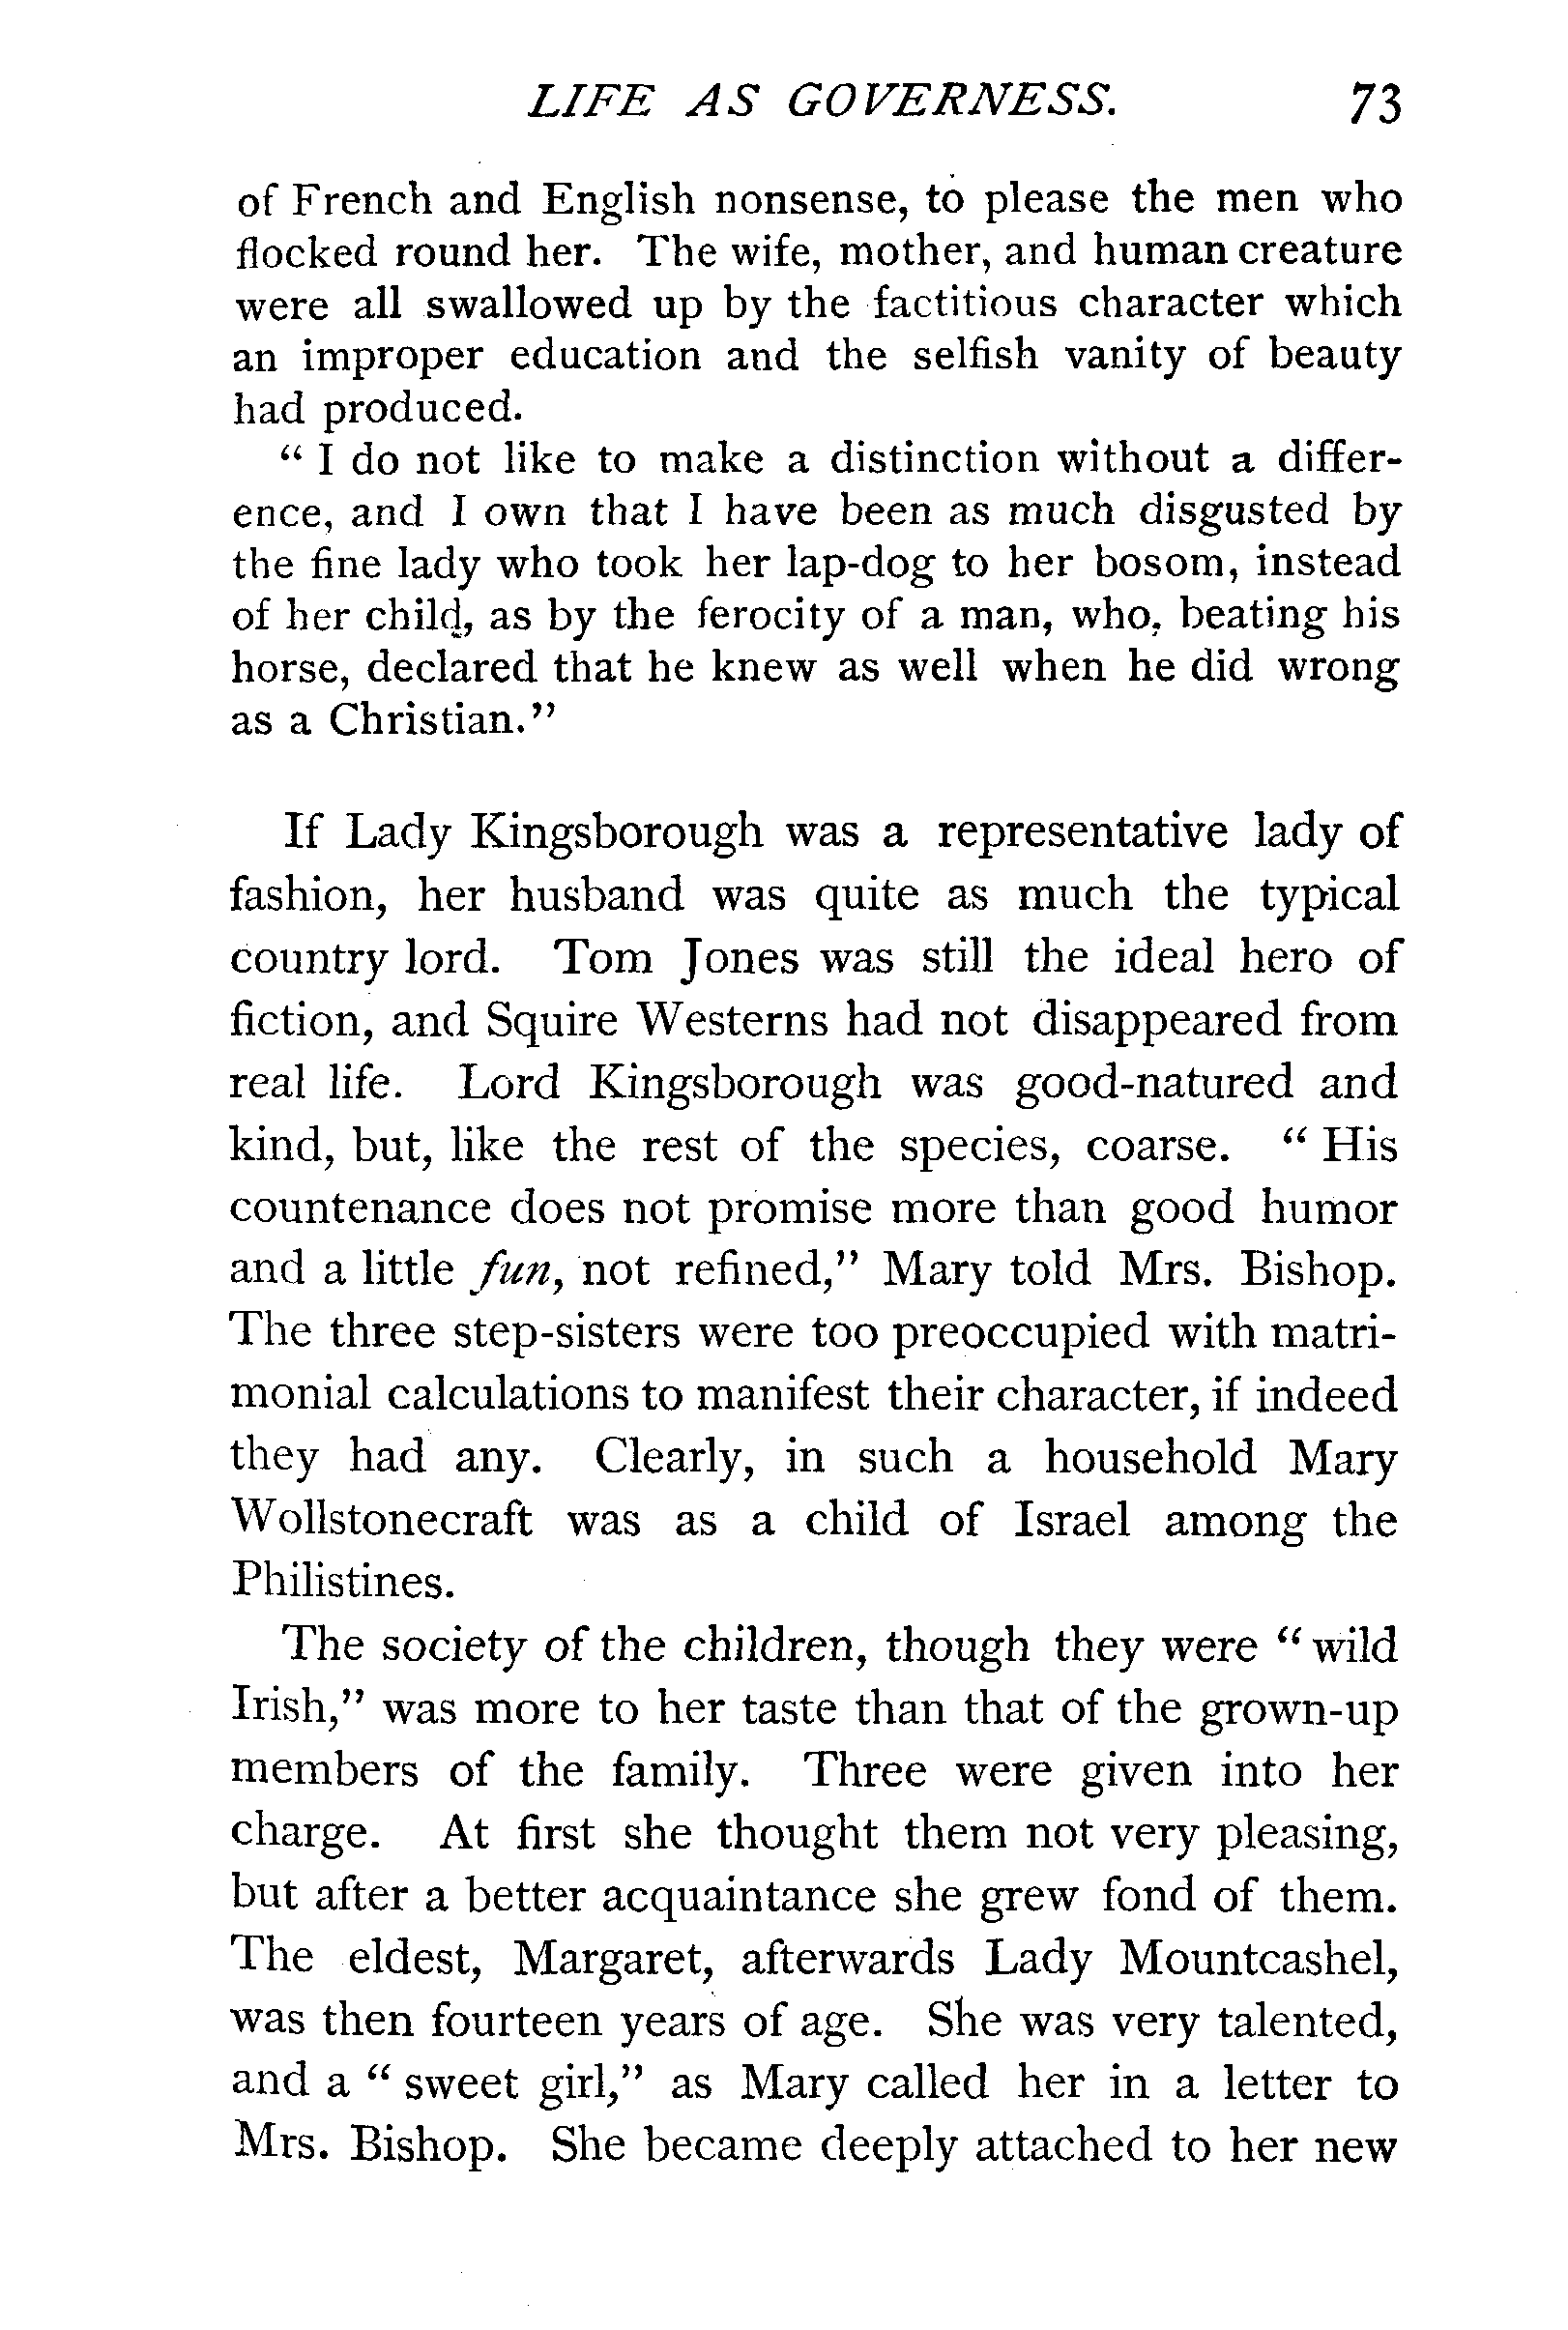 LIFE AS GOVERNESS. 73
of French and English nonsense, to please the men who
flocked round her. The wife, mother, and human creature
were all swallowed up by the factitious character which
an improper education and the selfish vanity of beauty
had produced.
“ I do not like to make a distinction without a differ-
ence, and I own that I have been as much disgusted by
the fine lady who took her lap-dog to her bosom, instead
of her child, as by the ferocity of a man, who, beating his
horse, declared that he knew as well when he did wrong
as a Christian.”
If Lady Kingsborough was a representative lady of
fashion, her husband was quite as much the typical
country lord. Tom Jones was still the ideal hero of
fiction, and Squire Westerns had not disappeared from
real life. Lord Kingsborough was good-natured and
kind, but, like the rest of the species, coarse. “ His
countenance does not promise more than good humor
and a little fun, not refined,” Mary told Mrs. Bishop.
The three step-sisters were too preoccupied with matri-
monial calculations to manifest their character, if indeed
they had any. Clearly, in such a household Mary
Wollstonecraft was as a child of Israel among the
Philistines.
The society of the children, though they were “ wild
Irish,” was more to her taste than that of the grown-up
members of the family. Three were given into her
charge. At first she thought them not very pleasing,
but after a better acquaintance she grew fond of them.
The eldest, Margaret, afterwards Lady Mountcashel,
was then fourteen years of age. She was very talented,
and a “ sweet girl,” as Mary called her in a letter to
Mrs. Bishop. She became deeply attached to her new